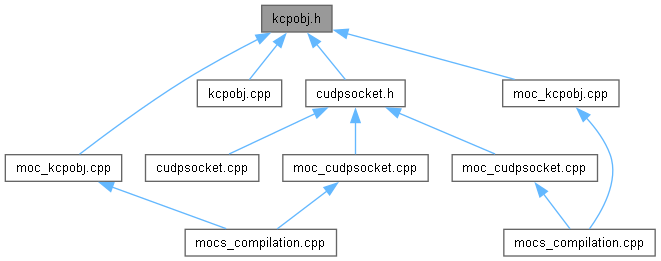 kcpobj.h
kcpobj.cpp
cudpsocket.h
moc_kcpobj.cpp
moc_kcpobj.cpp
cudpsocket.cpp
moc_cudpsocket.cpp
moc_cudpsocket.cpp
mocs_compilation.cpp
mocs_compilation.cpp